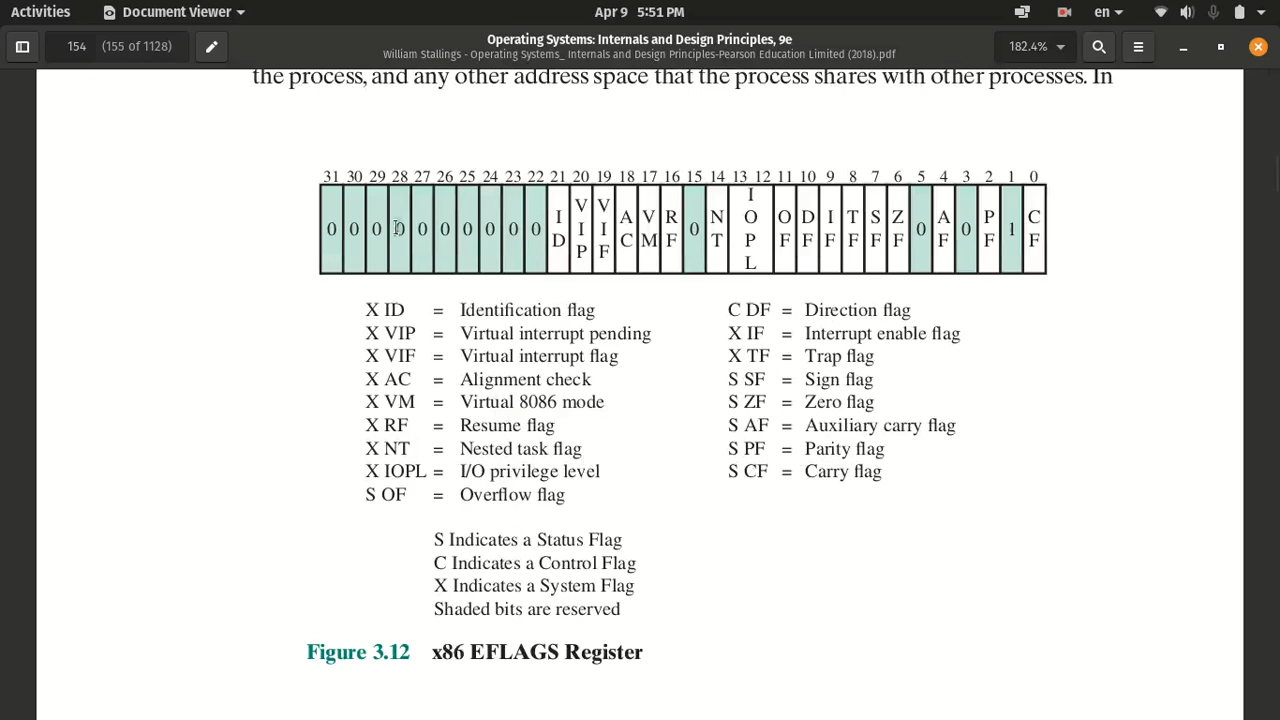 Activities Document Viewer Apr 9 5:51 PM en
154 (155 of 1128) Operating Systems: Internals and Design Principles, 9e 182.4%
William Stallings - Operating Systems_ Internals and Design Principles-Pearson Education Limited (2018).pdf
the process, and any other address space that the process shares with other processes. In
31 30 29 28 27 26 25 24 23 22 21 20 19 18 17 16 15 14 13 12 11 10 9 8 7 6 5 4 3 2 1 0
0 0 0 0 0 0 0 0 0 0 ID VIP VIF AC VM RF 0 NT IOPL OF DF IF TF SF ZF 0 AF 0 PF 1 CF
X ID = Identification flag
X VIP = Virtual interrupt pending
X VIF = Virtual interrupt flag
X AC = Alignment check
X VM = Virtual 8086 mode
X RF = Resume flag
X NT = Nested task flag
X IOPL = I/O privilege level
S OF = Overflow flag
C DF = Direction flag
X IF = Interrupt enable flag
X TF = Trap flag
S SF = Sign flag
S ZF = Zero flag
S AF = Auxiliary carry flag
S PF = Parity flag
S CF = Carry flag
S Indicates a Status Flag
C Indicates a Control Flag
X Indicates a System Flag
Shaded bits are reserved
Figure 3.12 x86 EFLAGS Register